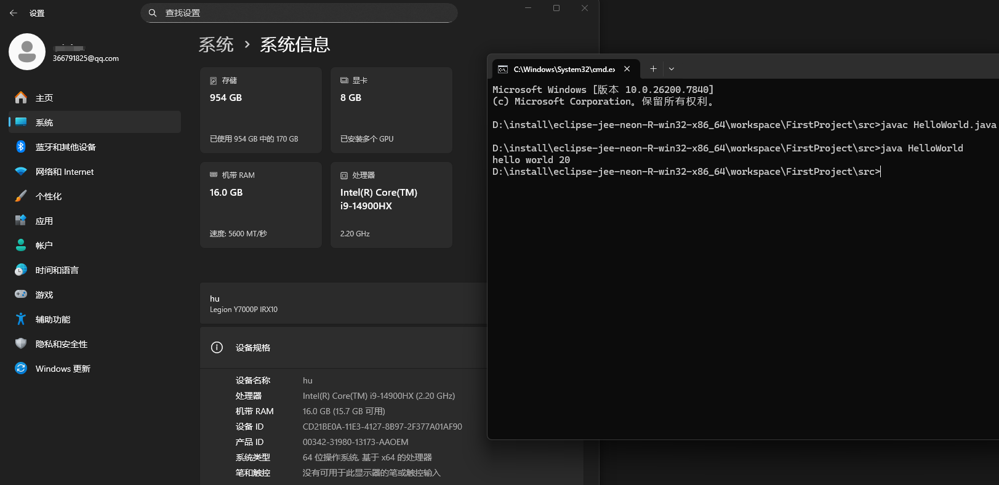 设置
查找设置
366791825@qq.com
主页
系统
蓝牙和其他设备
网络和 Internet
个性化
应用
帐户
时间和语言
游戏
辅助功能
隐私和安全性
Windows 更新
系统 › 系统信息
存储
954 GB
已使用 954 GB 中的 170 GB
显卡
8 GB
已安装多个 GPU
机带 RAM
16.0 GB
速度: 5600 MT/秒
处理器
Intel(R) Core(TM)
i9-14900HX
2.20 GHz
hu
Legion Y7000P IRX10
设备规格
设备名称 hu
处理器 Intel(R) Core(TM) i9-14900HX (2.20 GHz)
机带 RAM 16.0 GB (15.7 GB 可用)
设备 ID CD21BE0A-11E3-4127-8B97-2F377A01AF90
产品 ID 00342-31980-13173-AAOEM
系统类型 64 位操作系统, 基于 x64 的处理器
笔和触控 没有可用于此显示器的笔或触控输入
C:\Windows\System32\cmd.ex
Microsoft Windows [版本 10.0.26200.7840]
(c) Microsoft Corporation。保留所有权利。
D:\install\eclipse-jee-neon-R-win32-x86_64\workspace\FirstProject\src>javac HelloWorld.java
D:\install\eclipse-jee-neon-R-win32-x86_64\workspace\FirstProject\src>java HelloWorld
hello world 20
D:\install\eclipse-jee-neon-R-win32-x86_64\workspace\FirstProject\src>